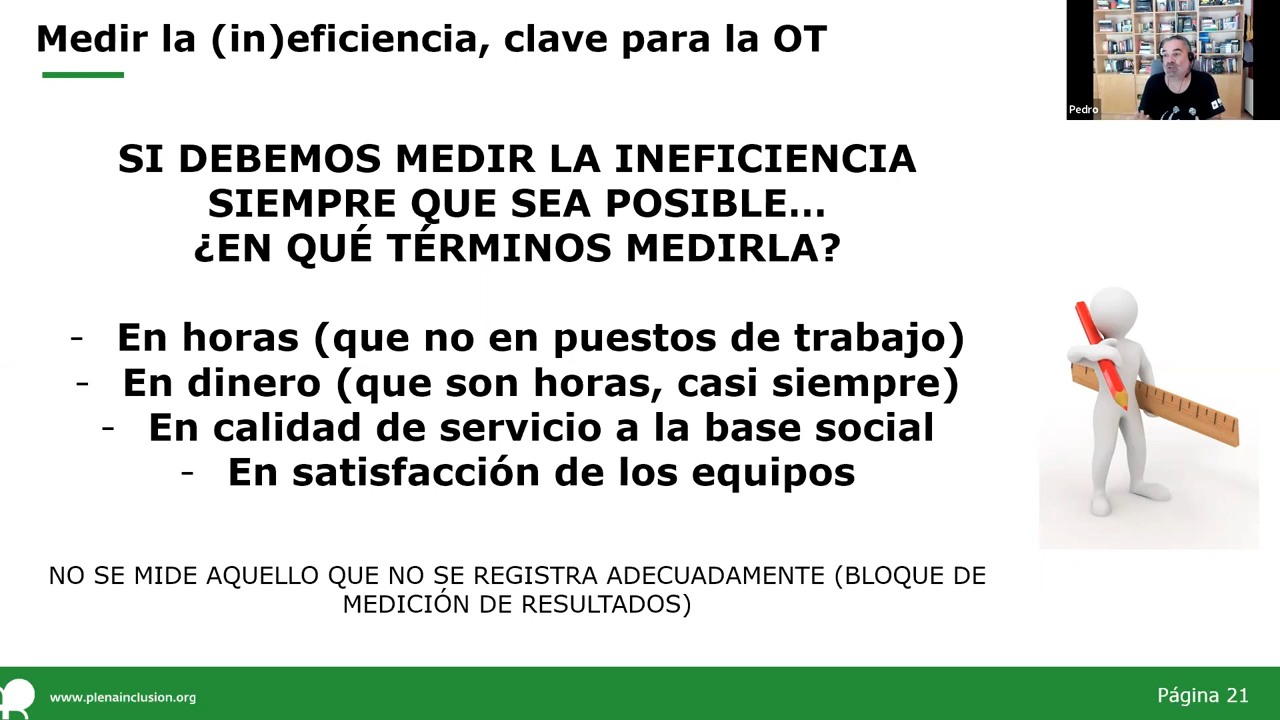 Medir la (in)eficiencia, clave para la OT
Pedro
SI DEBEMOS MEDIR LA INEFICIENCIA
SIEMPRE QUE SEA POSIBLE...
¿EN QUÉ TÉRMINOS MEDIRLA?
- En horas (que no en puestos de trabajo)
- En dinero (que son horas, casi siempre)
- En calidad de servicio a la base social
- En satisfacción de los equipos
NO SE MIDE AQUELLO QUE NO SE REGISTRA ADECUADAMENTE (BLOQUE DE
MEDICIÓN DE RESULTADOS)
www.plenainclusion.org
Página 21